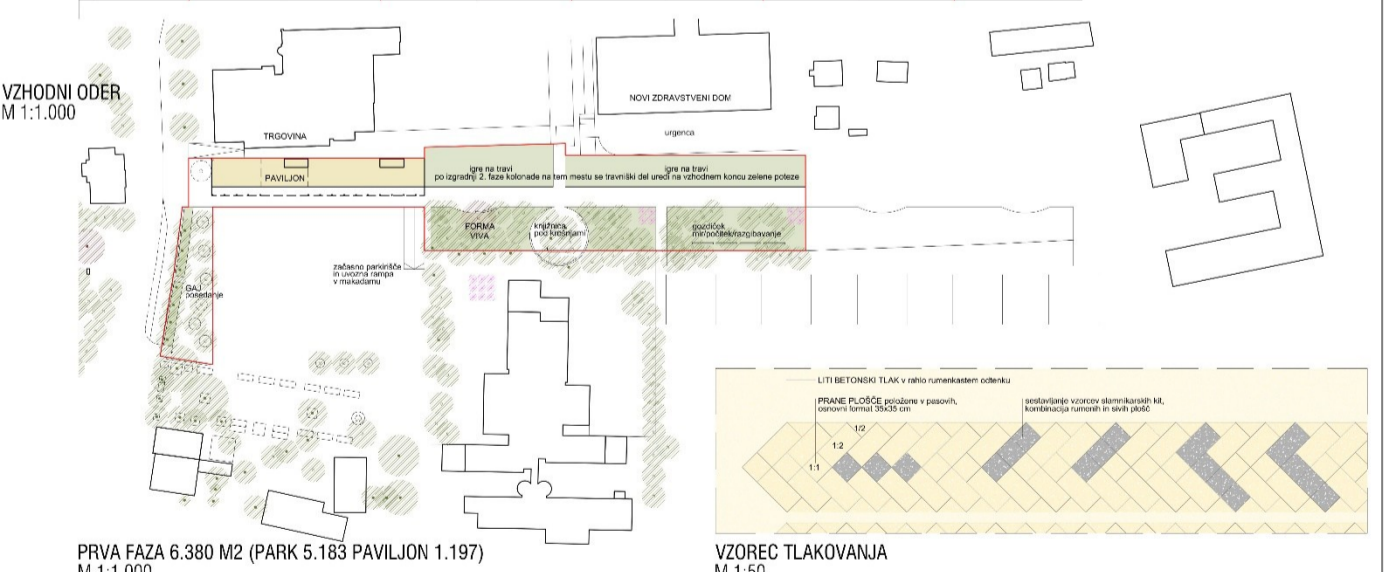 VZHODNI ODER
M 1:1.000
TRGOVINA
NOVI ZDRAVSTVENI DOM
urgenca
PAVILJON
igre na travi
igre na travi
po izgradnji 2. faze kolonade na tem mestu se travniški del uredi na vzhodnem koncu zelene poteze
FORMA
VIVA
knjižnica
pod krošnjami
gozdiček
mir/počitek/razgibavanje
začasno parkirišče
in uvozna rampa
v makadamu
GAJ
posedanje
LITI BETONSKI TLAK v rahlo rumenkastem odtenku
PRANE PLOŠČE položene v pasovih,
osnovni format 35x35 cm
sestavljanje vzorcev slamnikarskih kit,
kombinacija rumenih in sivih plošč
1/2
1:2
1:1
PRVA FAZA 6.380 M2 (PARK 5.183 PAVILJON 1.197)
M 1:1.000
VZOREC TLAKOVANJA
M 1:50